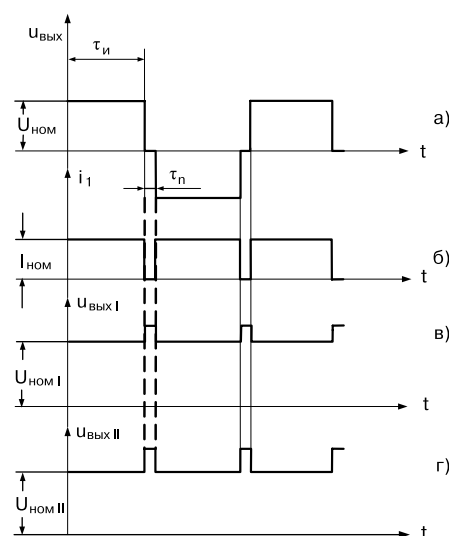 uвых
τи
Uном
а)
t
i1
τп
Iном
б)
t
uвых I
в)
Uном I
t
uвых II
г)
Uном II
t